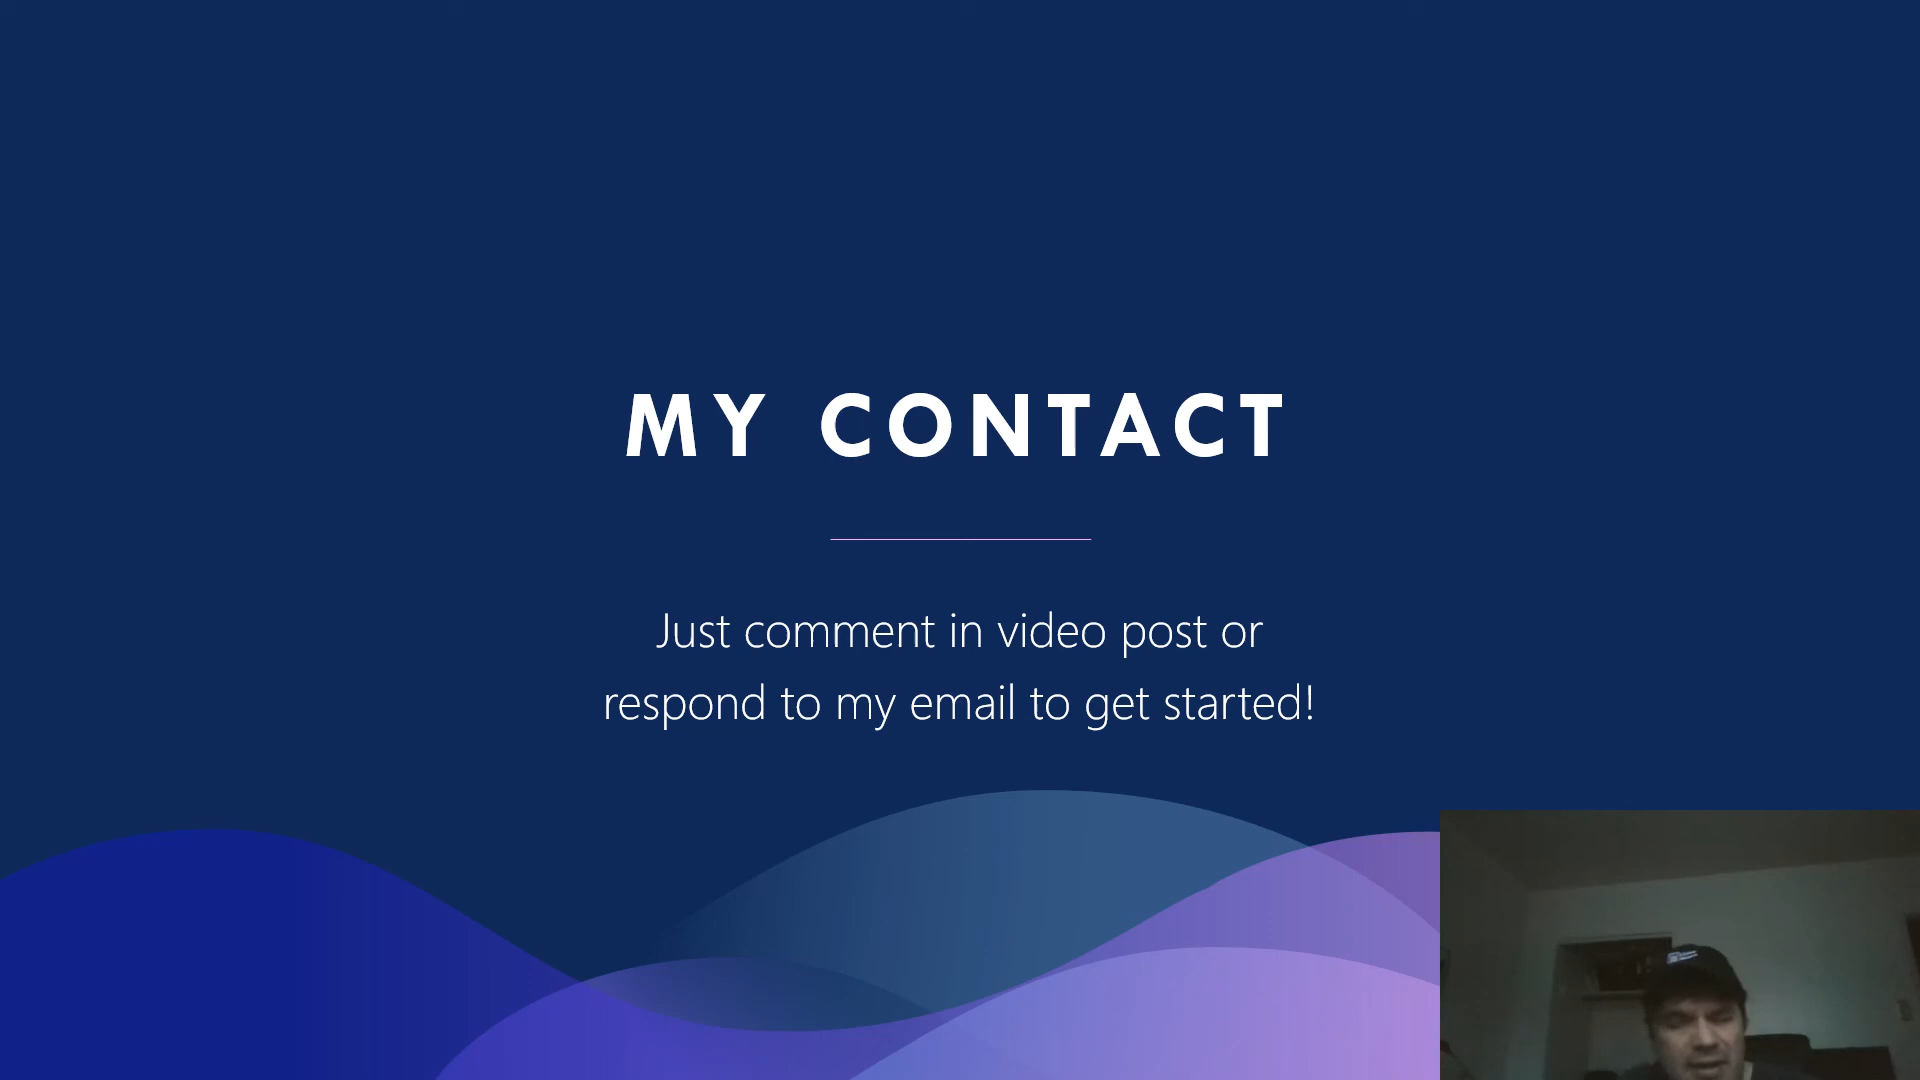 MY CONTACT
Just comment in video post or
respond to my email to get started!